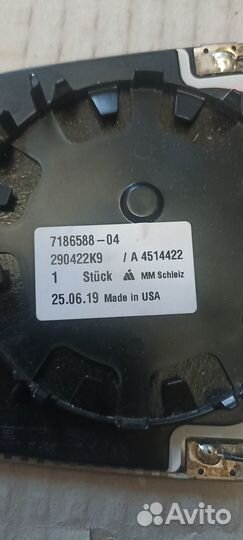 7186588-04
290422K9 / A 4514422
1 Stück MM Schleiz
25.06.19 Made in USA
Avito